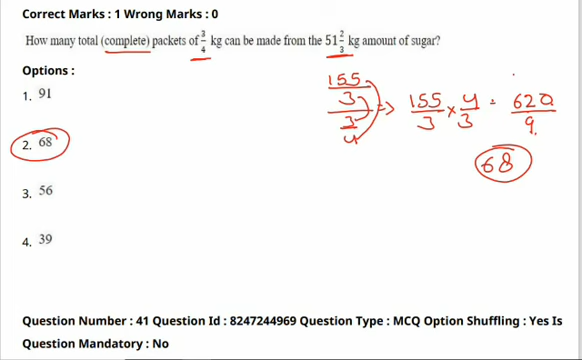 Correct Marks : 1 Wrong Marks : 0
How many total (complete) packets of 3/4 kg can be made from the 51 2/3 kg amount of sugar?
Options :
1. 91
2. 68
3. 56
4. 39
155/3 / 3/4 => 155/3 × 4/3 = 620/9
68
Question Number : 41 Question Id : 8247244969 Question Type : MCQ Option Shuffling : Yes Is
Question Mandatory : No